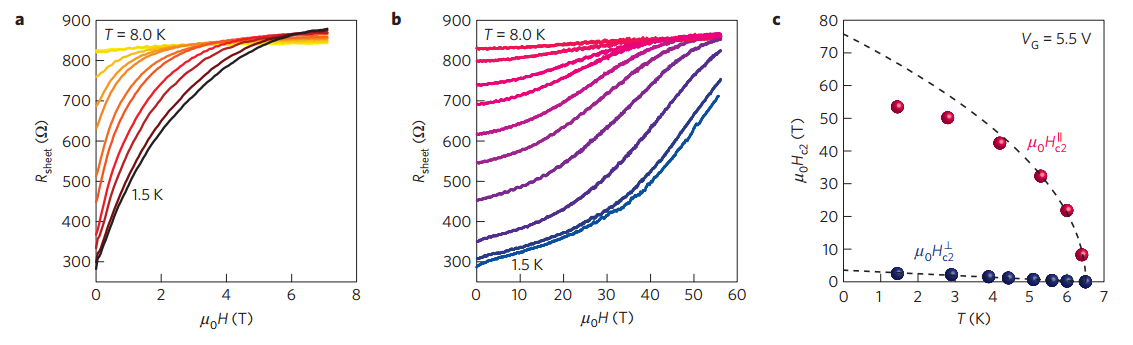 a
900
800
700
600
500
400
300
R_sheet (Ω)
T = 8.0 K
1.5 K
0
2
4
6
8
μ₀H (T)
b
900
800
700
600
500
400
300
R_sheet (Ω)
T = 8.0 K
1.5 K
0
10
20
30
40
50
60
μ₀H (T)
c
80
70
60
50
40
30
20
10
0
μ₀H_c2 (T)
V_G = 5.5 V
μ₀H_c2^∥
μ₀H_c2^⊥
0
1
2
3
4
5
6
7
T (K)